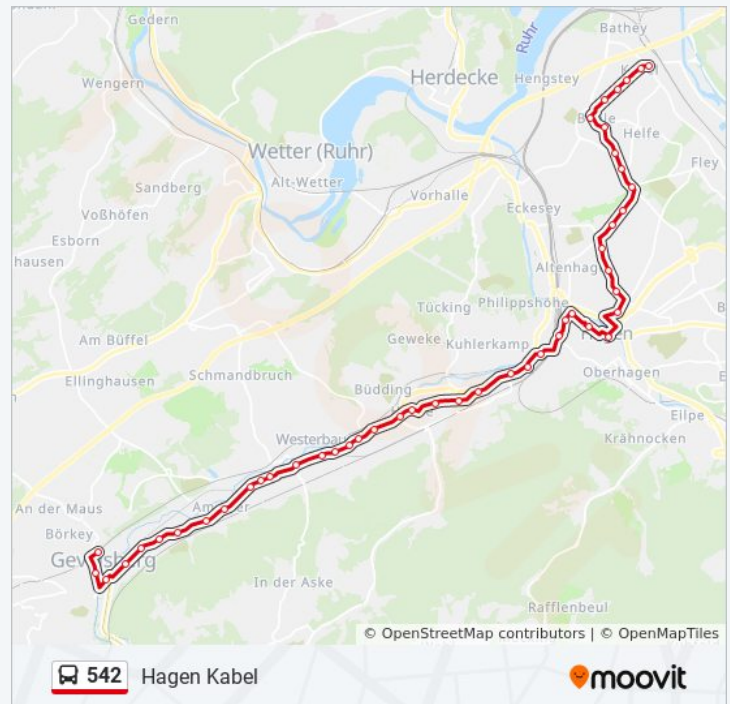 Gedern
Bathey
Ruhr
Wengern
Herdecke
Hengstey
Helfe
Wetter (Ruhr)
Alt-Wetter
Fley
Sandberg
Vorhalle
Voßhöfen
Eckesey
Esborn
hausen
Altenhag
Tücking
Philippshöhe
Am Büffel
Geweke
Kuhlerkamp
Ellinghausen
Schmandbruch
Oberhagen
Büdding
Eilpe
Westerbau
Krähnocken
An der Maus
Börkey
In der Aske
Rafflenbeul
© OpenStreetMap contributors | © OpenMapTiles
542 Hagen Kabel
moovit